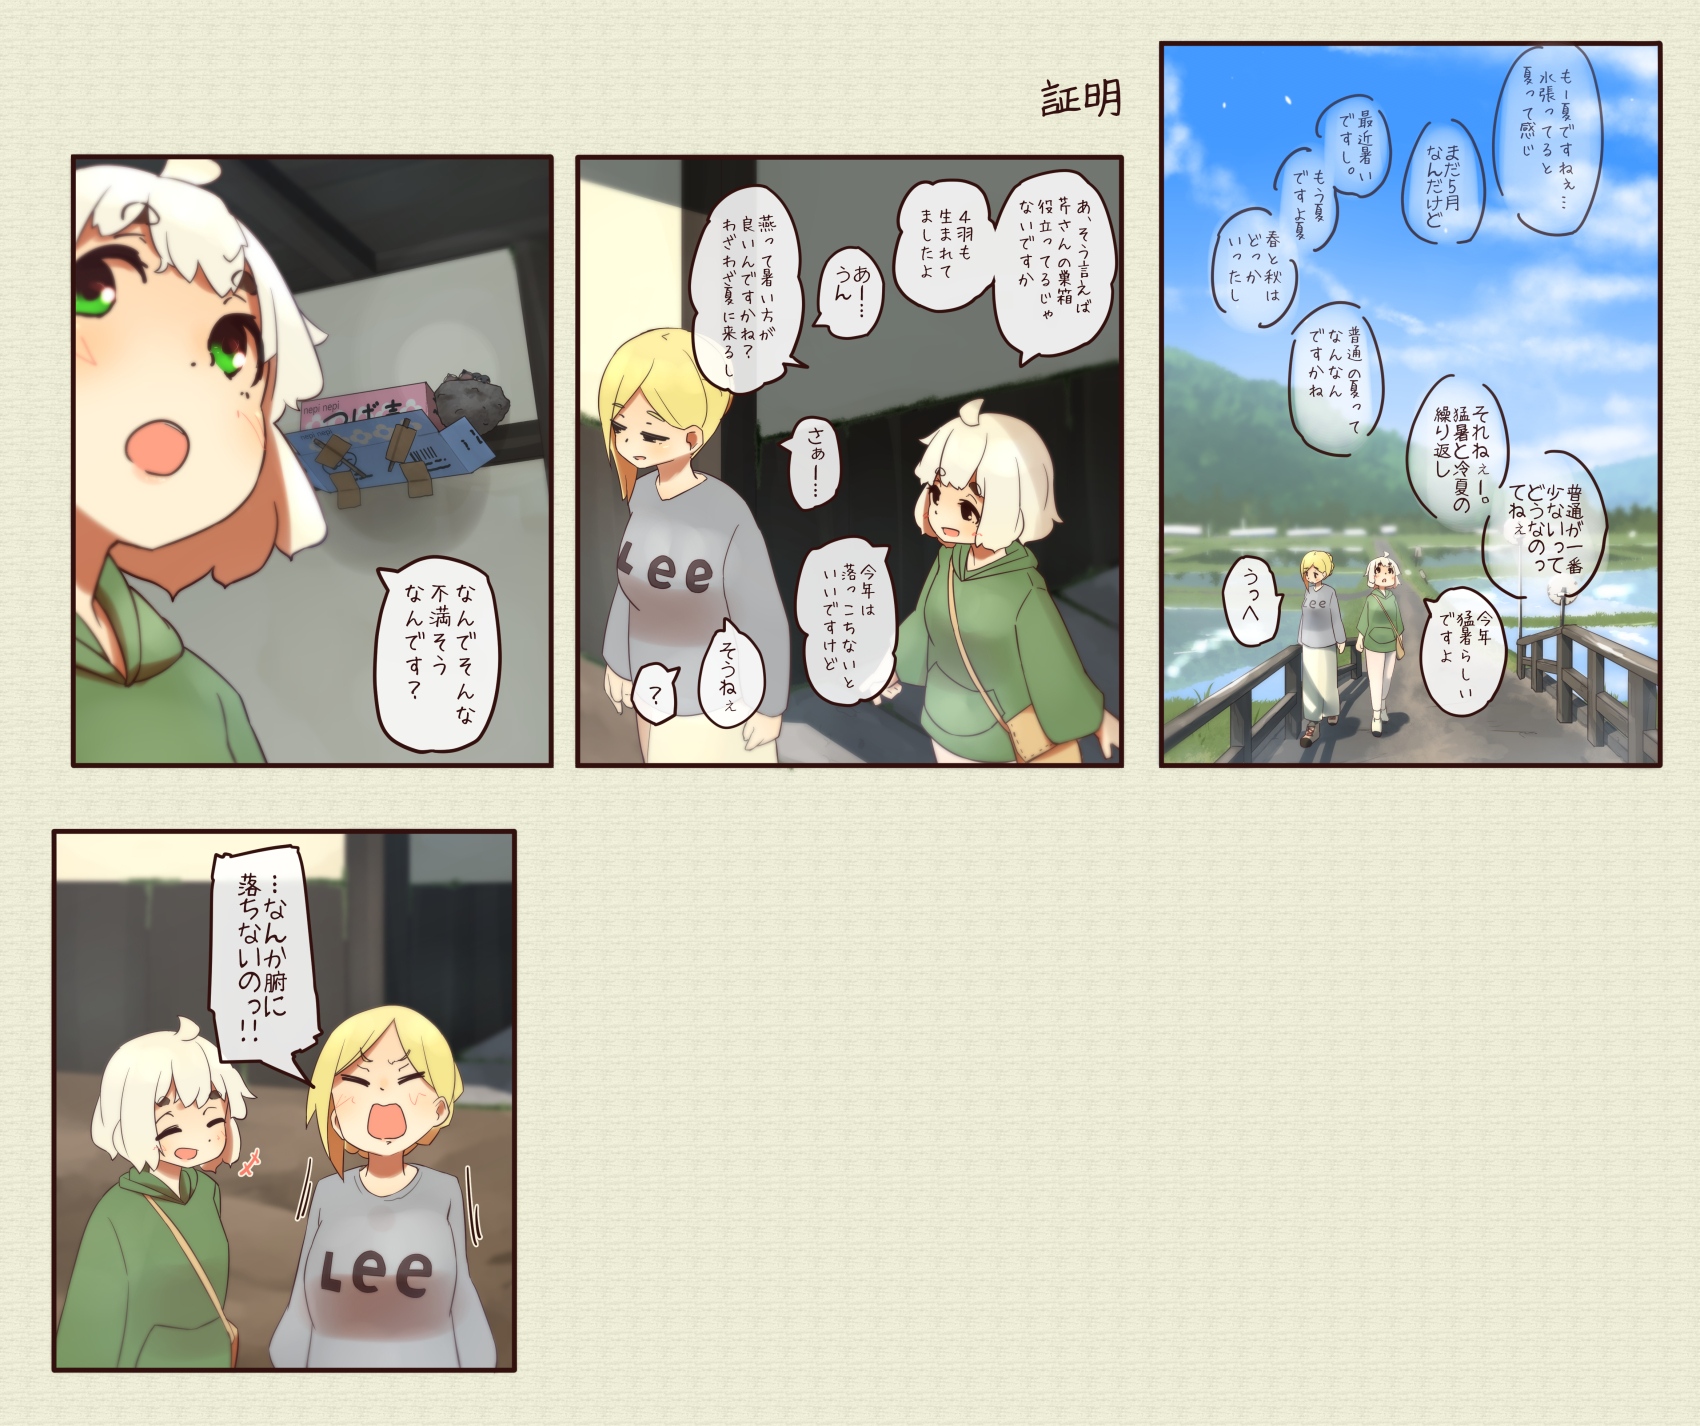 証明
もー夏ですねぇ…
水張ってると
夏って感じ
まだ5月
なんだけど
最近暑い
ですし。
もう夏
ですよ夏
春と秋は
どっか
いったし
普通の夏って
なんなん
ですかね
それねぇー。
猛暑と冷夏の
繰り返し
普通が一番
少ないって
どうなのっ
てねぇ
今年
猛暑らしい
ですよ
うっへ
Lee
あ、そう言えば
芹さんの巣箱
役立ってるじゃ
ないですか
4羽も
生まれて
ましたよ
あー…
うん
燕って暑い方が
良いんですかね?
わざわざ夏に来るし
さぁー…
今年は
落っこちないと
いいですけど
そうねぇ
?
Lee
nepi nepi
nepi nepi
なんでそんな
不満そう
なんです?
…なんか腑に
落ちないのっ!!
Lee